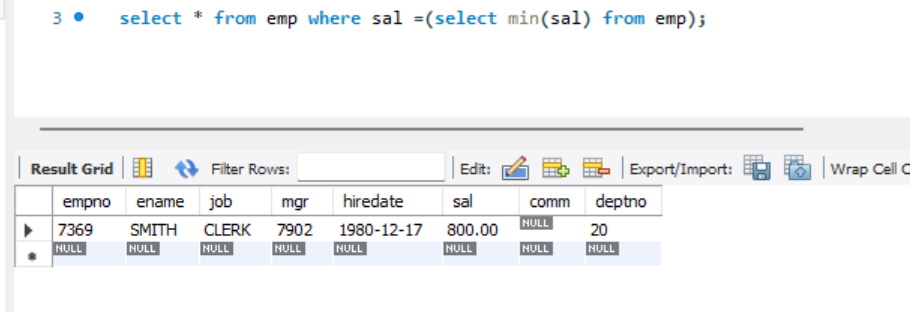 3 select * from emp where sal =(select min(sal) from emp);
Result Grid Filter Rows: Edit: Export/Import: Wrap Cell C
empno ename job mgr hiredate sal comm deptno
7369 SMITH CLERK 7902 1980-12-17 800.00 NULL 20
NULL NULL NULL NULL NULL NULL NULL NULL